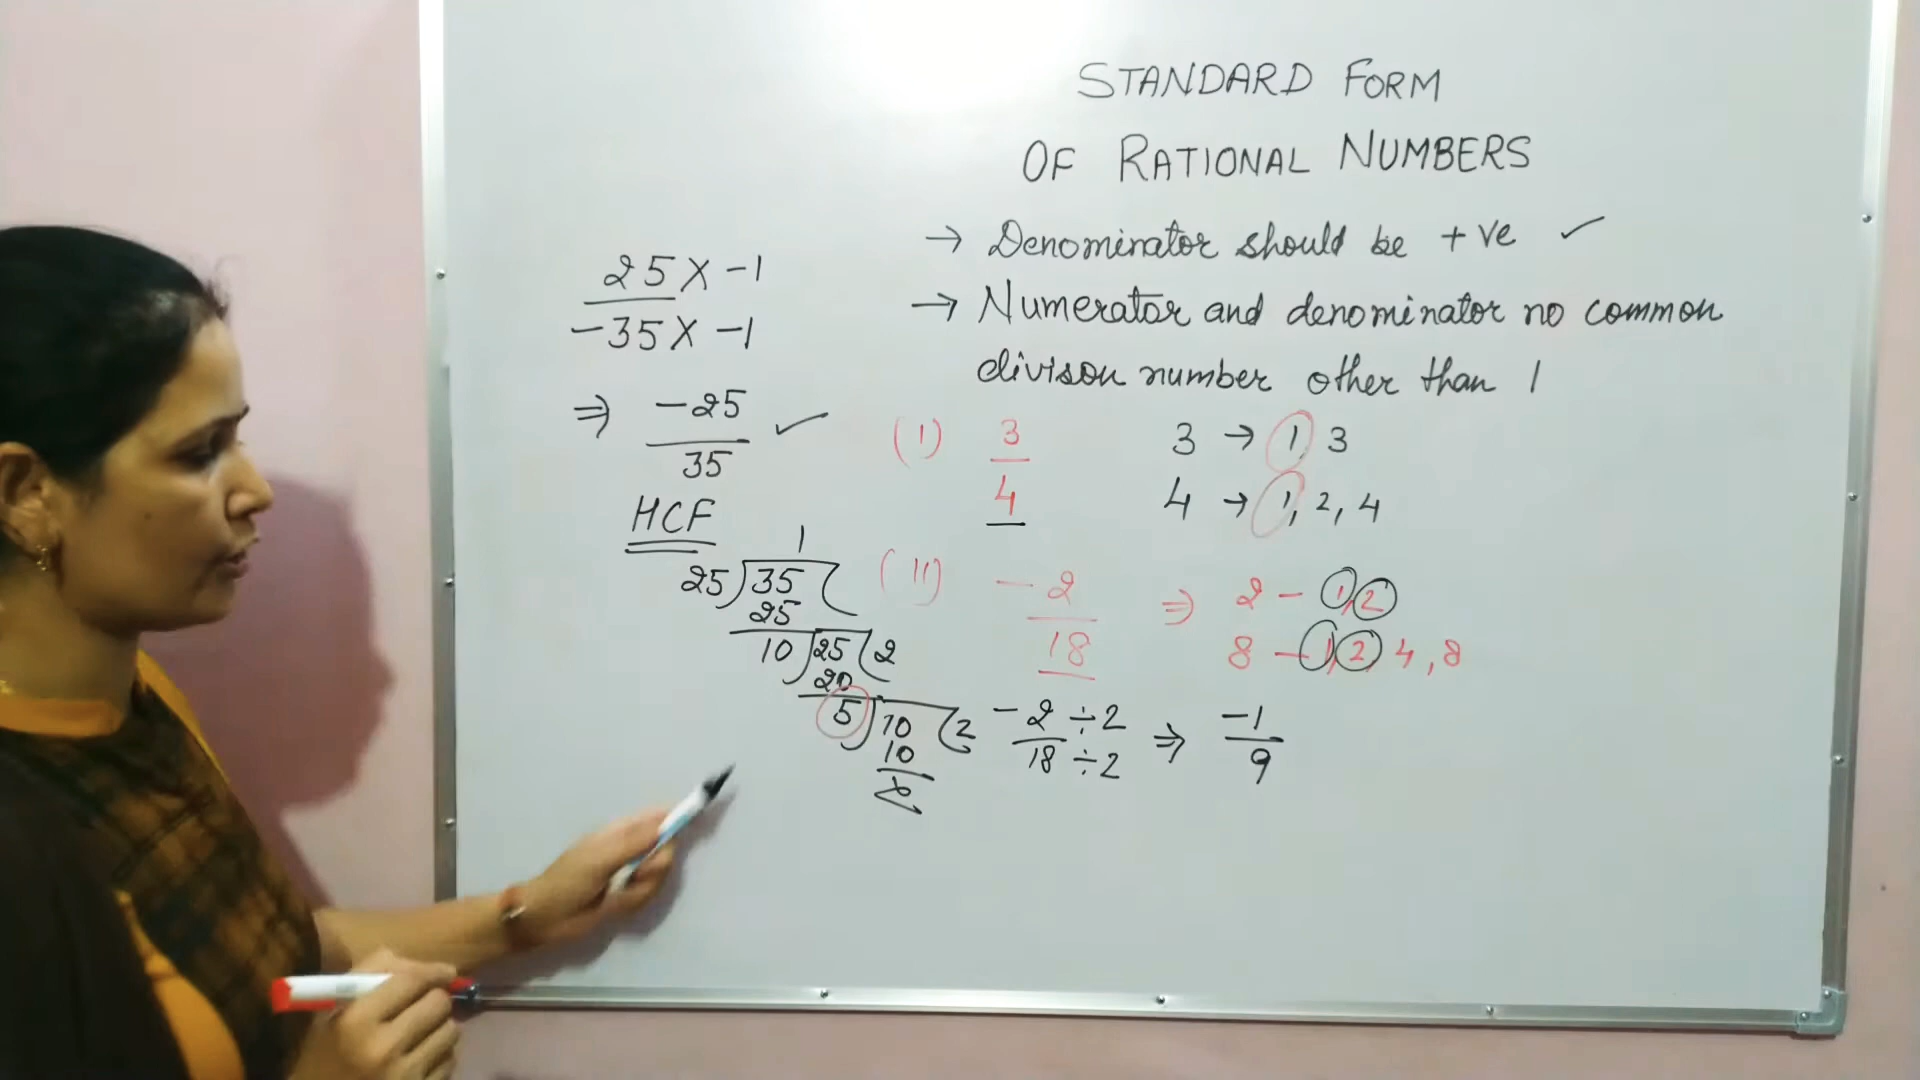 STANDARD FORM
OF RATIONAL NUMBERS
→ Denominator should be +ve ✓
→ Numerator and denominator no common
divison number other than 1
25 X -1
-35 X -1
⇒ -25 ✓
35
HCF
1
25) 35 (
25
10) 25 (2
20
5) 10 (2
10
(I) 3
4
3 → 1, 3
4 → 1, 2, 4
(II) -2
18
⇒ 2 - 1, 2
8 - 1, 2, 4, 8
-2 ÷2
18 ÷2
⇒ -1
9